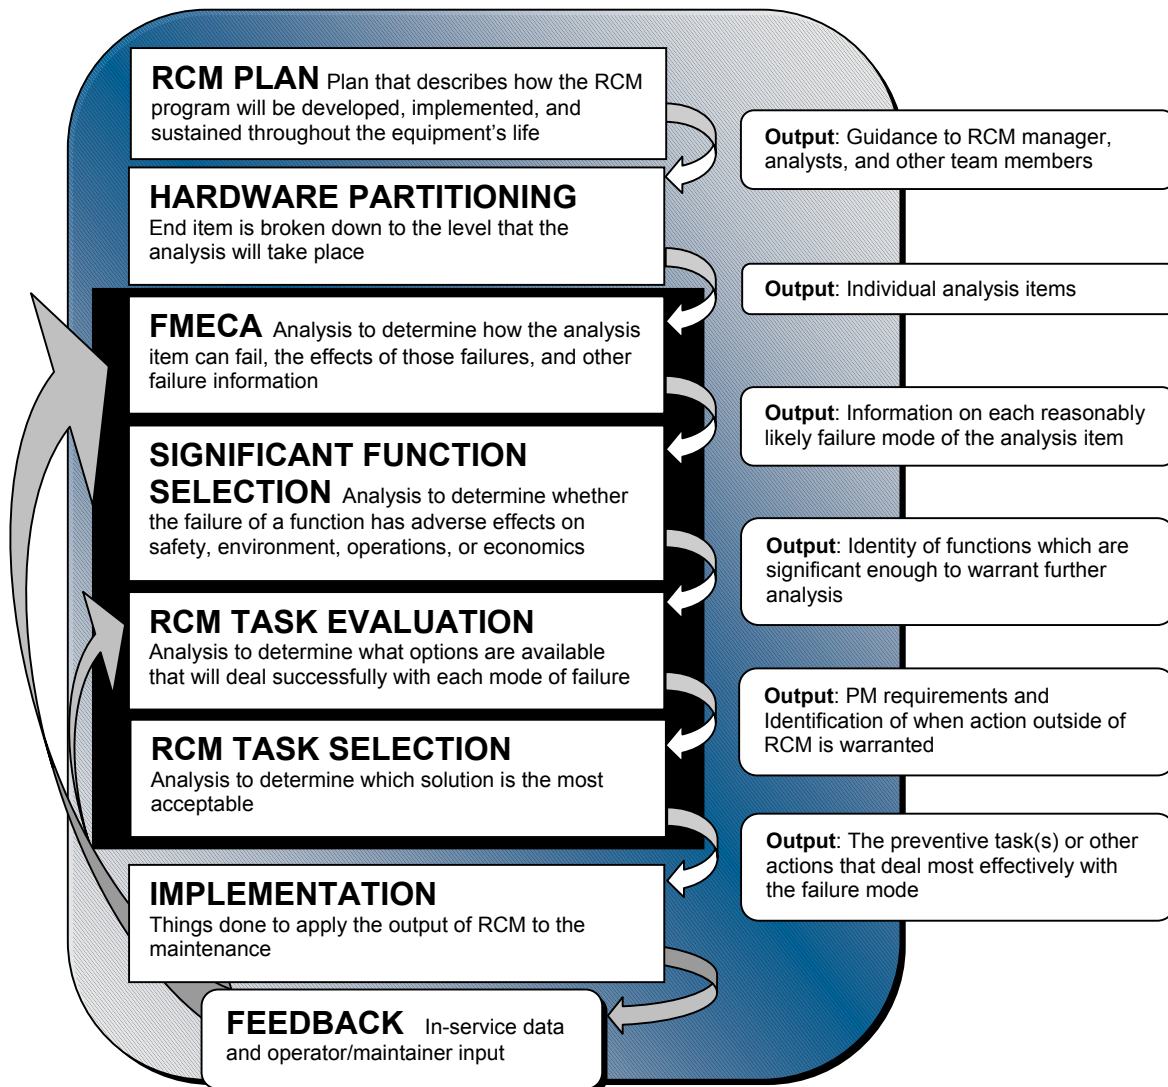 RCM PLAN Plan that describes how the RCM
program will be developed, implemented, and
sustained throughout the equipment’s life
Output: Guidance to RCM manager,
analysts, and other team members
HARDWARE PARTITIONING
End item is broken down to the level that the
analysis will take place
Output: Individual analysis items
FMECA Analysis to determine how the analysis
item can fail, the effects of those failures, and other
failure information
Output: Information on each reasonably
likely failure mode of the analysis item
SIGNIFICANT FUNCTION
SELECTION Analysis to determine whether
the failure of a function has adverse effects on
safety, environment, operations, or economics
Output: Identity of functions which are
significant enough to warrant further
analysis
RCM TASK EVALUATION
Analysis to determine what options are available
that will deal successfully with each mode of failure
Output: PM requirements and
Identification of when action outside of
RCM is warranted
RCM TASK SELECTION
Analysis to determine which solution is the most
acceptable
Output: The preventive task(s) or other
actions that deal most effectively with
the failure mode
IMPLEMENTATION
Things done to apply the output of RCM to the
maintenance
FEEDBACK In-service data
and operator/maintainer input